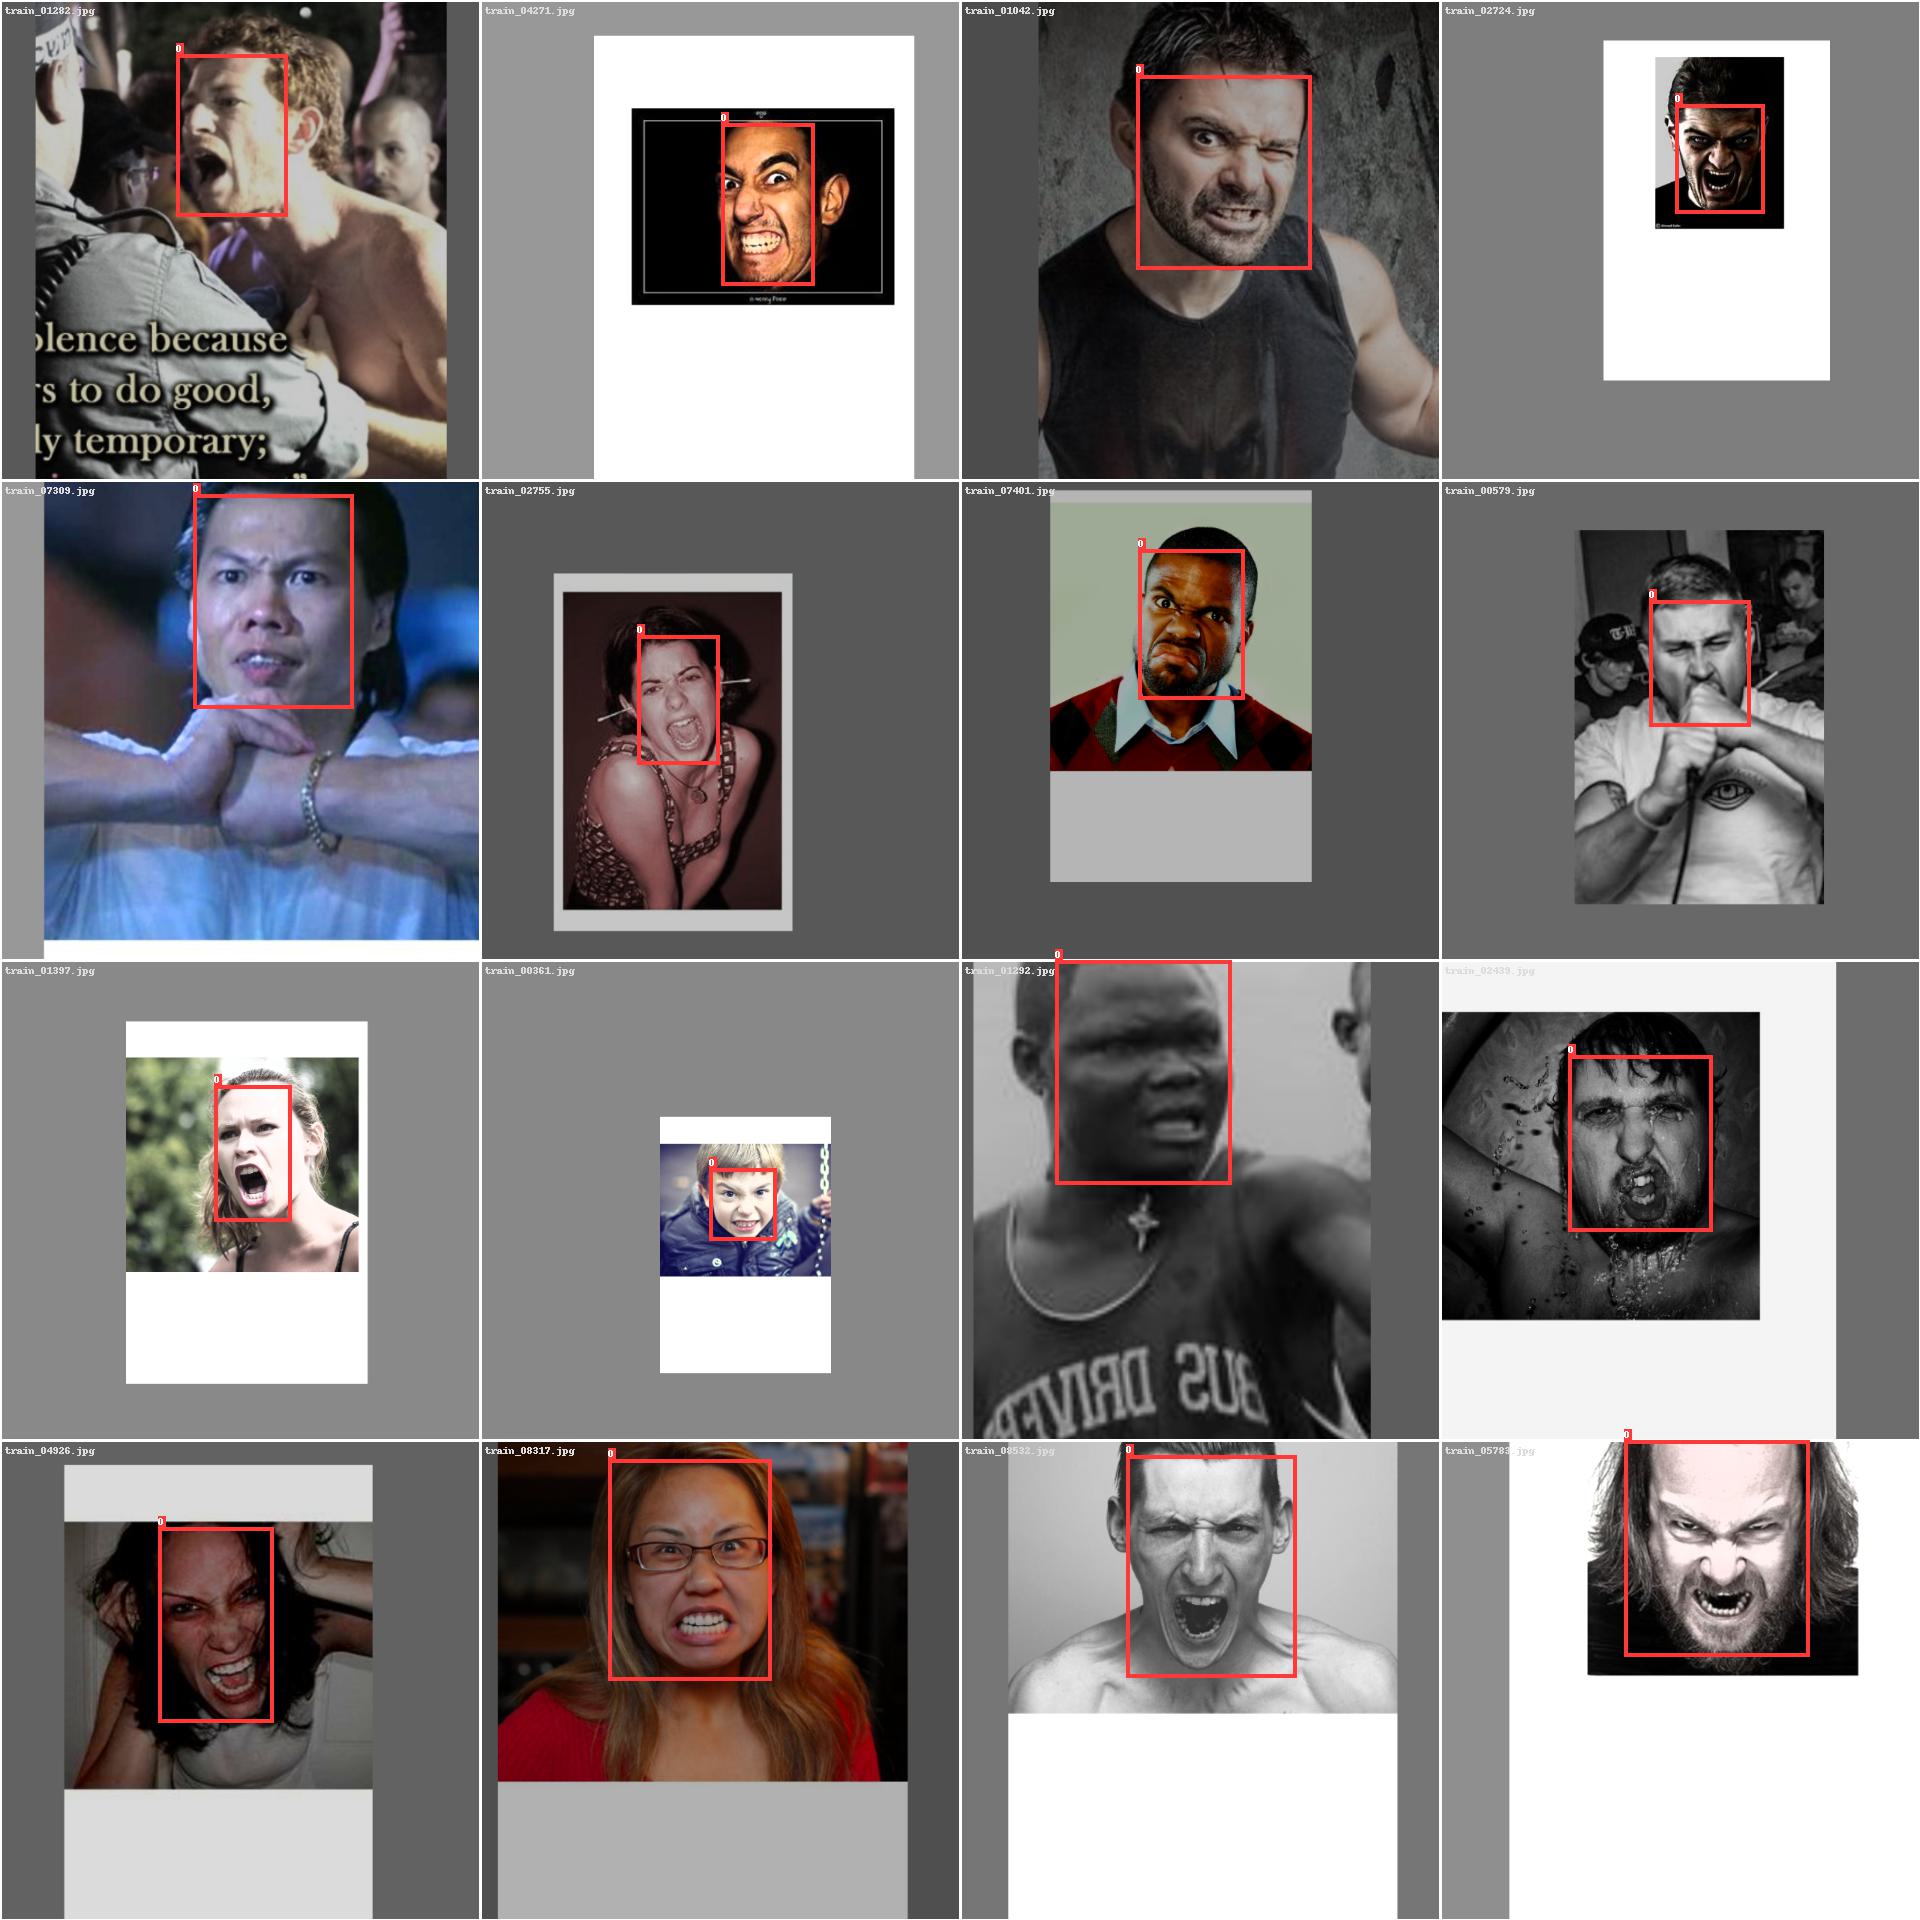 train_01282.jpg
train_04271.jpg
train_01042.jpg
train_02724.jpg
0
0
0
0
olence because
s to do good,
ly temporary;
train_07309.jpg
train_02755.jpg
train_07401.jpg
train_00579.jpg
0
0
0
0
train_01397.jpg
train_00361.jpg
train_01292.jpg
train_02439.jpg
0
0
0
0
BUS DRIVER
train_04926.jpg
train_08317.jpg
train_08532.jpg
train_05783.jpg
0
0
0
0